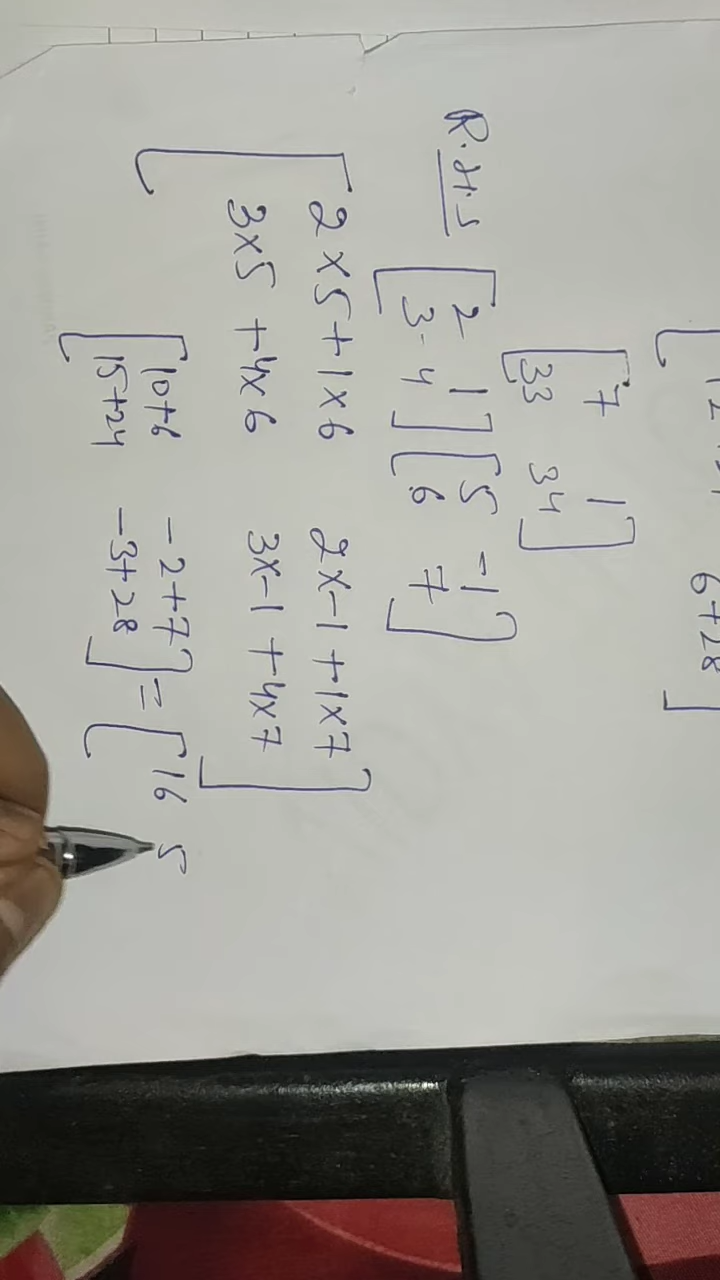 6+28]
[7 1
33 34]
R.H.S [2 1 [5 -1
3 4] 6 7]
[2×5+1×6 2×-1+1×7
3×5+4×6 3×-1+4×7]
[10+6 -2+7 = [16 5
15+24 -3+28]